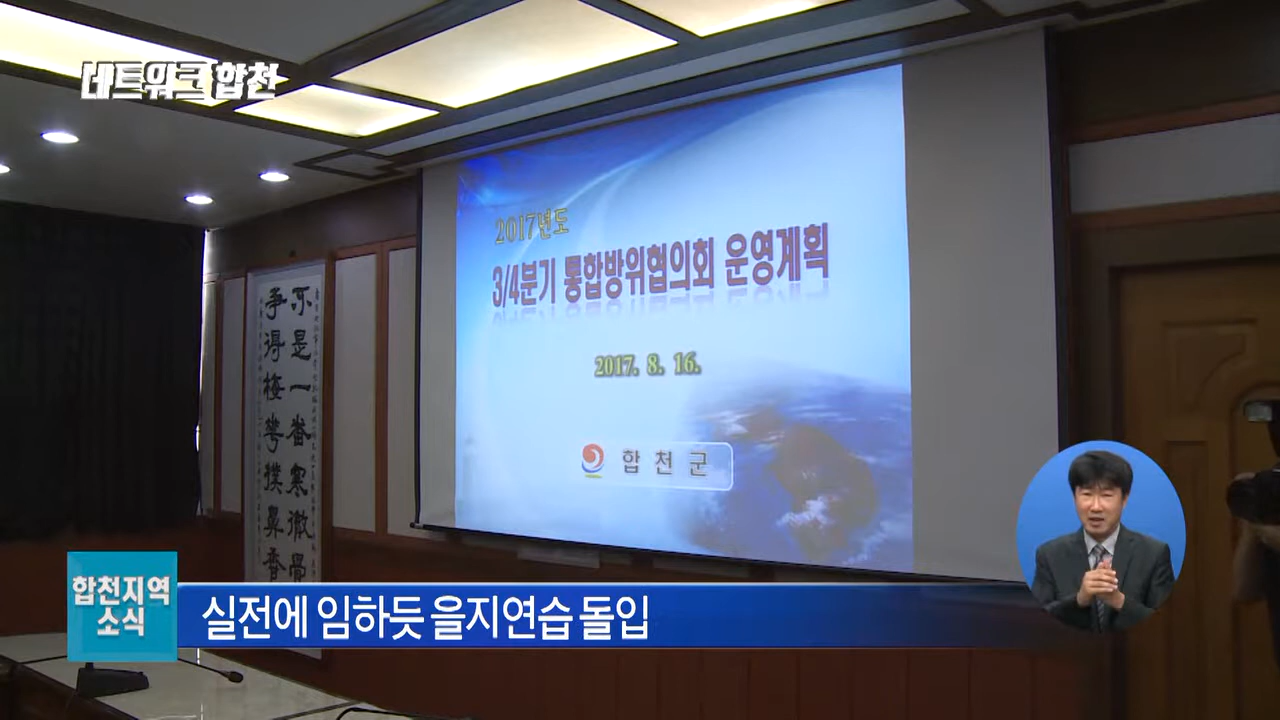 네트워크 합천
2017년도
3/4분기 통합방위협의회 운영계획
2017. 8. 16.
합천군
不是一番寒徹骨
爭得梅花撲鼻香
합천지역
소식
실전에 임하듯 을지연습 돌입